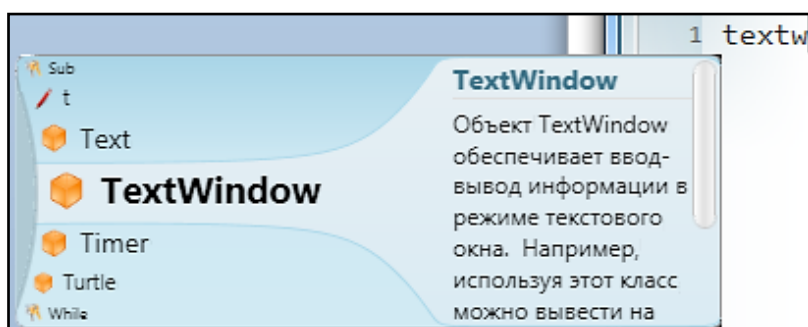 1 textw
Sub
t
Text
TextWindow
Timer
Turtle
While
TextWindow
Объект TextWindow
обеспечивает ввод-
вывод информации в
режиме текстового
окна. Например,
используя этот класс
можно вывести на